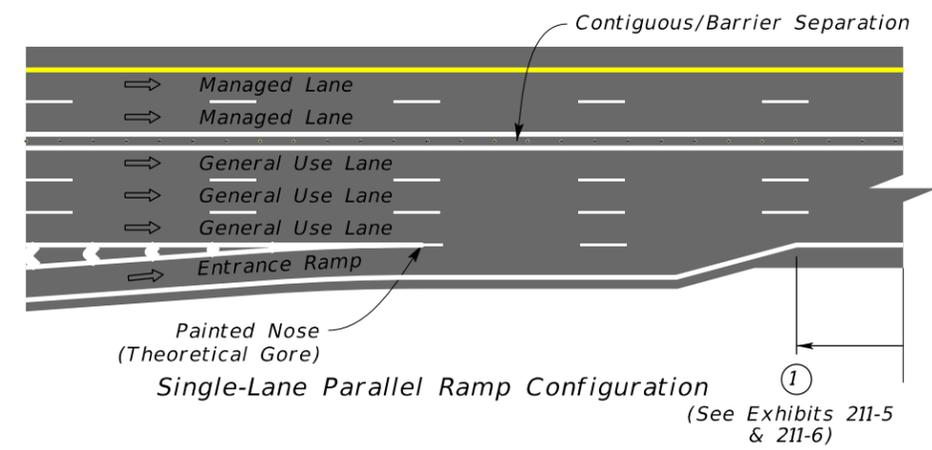 Contiguous/Barrier Separation
Managed Lane
Managed Lane
General Use Lane
General Use Lane
General Use Lane
Entrance Ramp
Painted Nose
(Theoretical Gore)
Single-Lane Parallel Ramp Configuration
1
(See Exhibits 211-5
& 211-6)